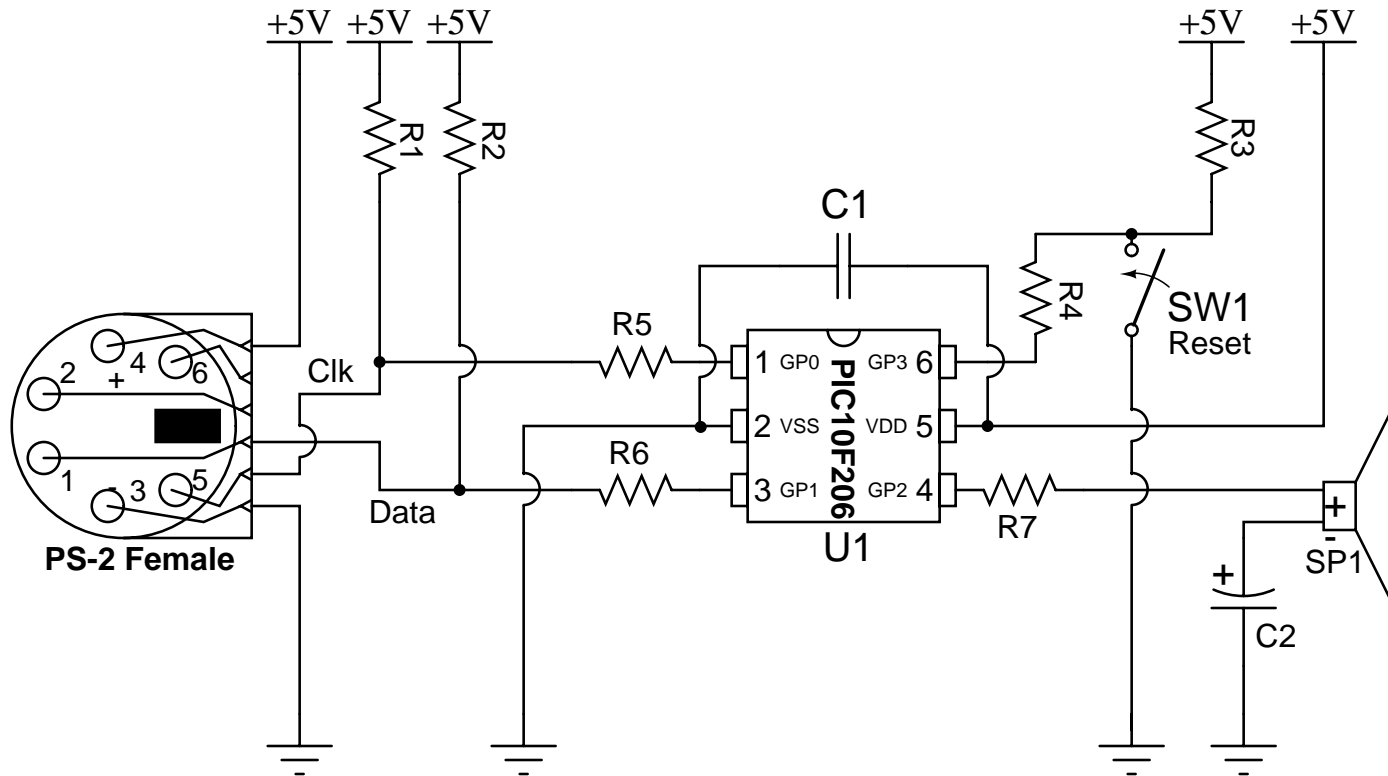 +5V +5V +5V +5V +5V
R1 R2 R3
C1
R4
SW1
Reset
R5
Clk
2 4 6
+
1 GP0 GP3 6
2 VSS VDD 5
3 GP1 GP2 4
PIC10F206
U1
R6
1 3 5
-
Data
R7
PS-2 Female
+
-
SP1
+
C2